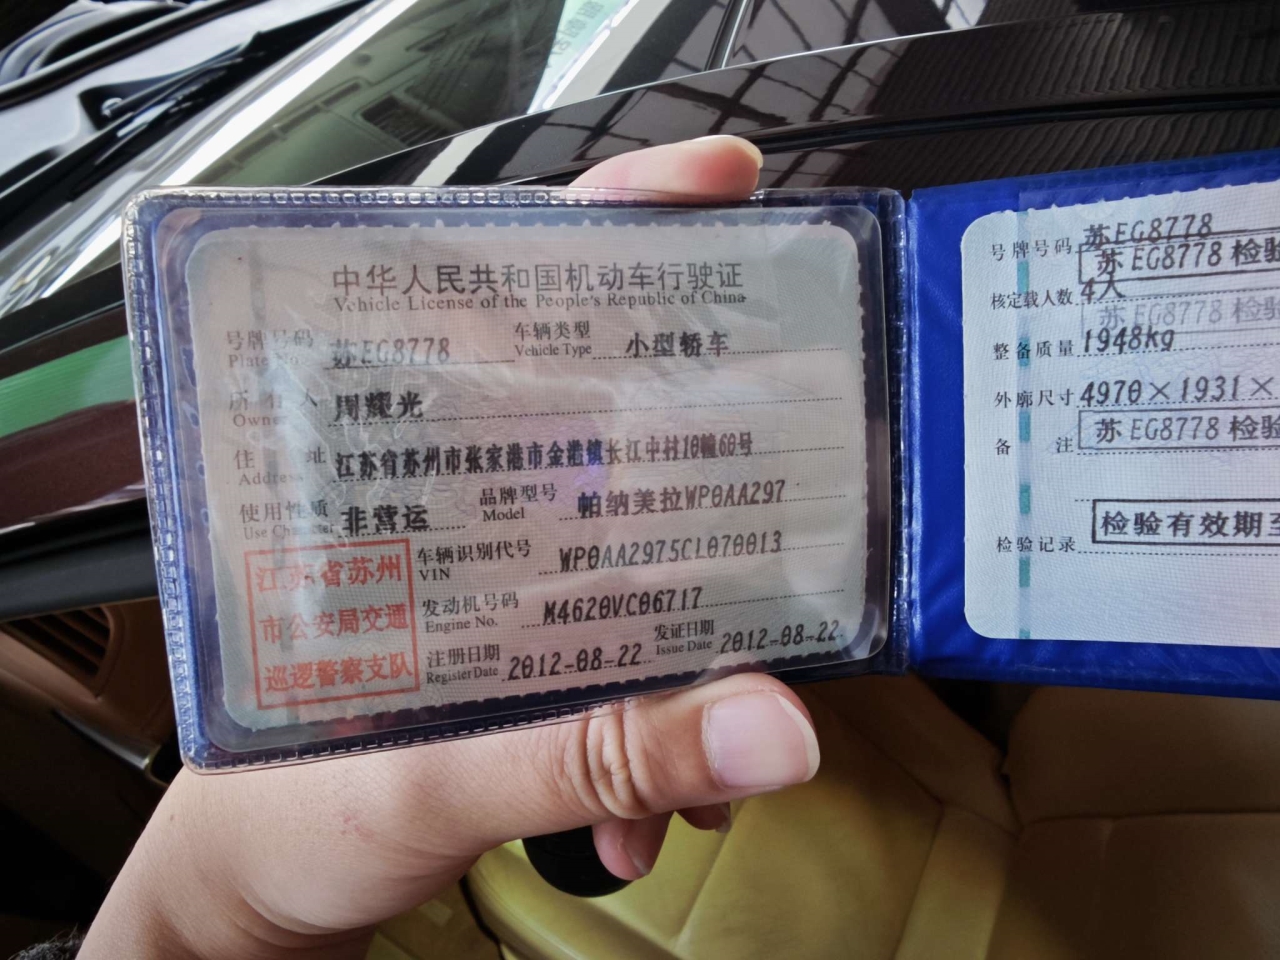 中华人民共和国机动车行驶证
Vehicle License of the People's Republic of China
号牌号码 苏EG8778 车辆类型 小型轿车
Plate No. Vehicle Type
所有人 周耀光
Owner
住址 江苏省苏州市张家港市金港镇长江中村10幢60号
Address
使用性质 非营运 品牌型号 帕纳美拉WP0AA297
Use Character Model
车辆识别代号 WP0AA2975CL070013
VIN
发动机号码 M4620VC06717
Engine No.
注册日期 2012-08-22 发证日期 2012-08-22
Register Date Issue Date
江苏省苏州
市公安局交通
巡逻警察支队
号牌号码 苏EG8778
苏EG8778 检验
核定载人数 4人
苏EG8778 检验
整备质量 1948kg
外廓尺寸 4970×1931×
备注 苏EG8778 检验
检验有效期至
检验记录